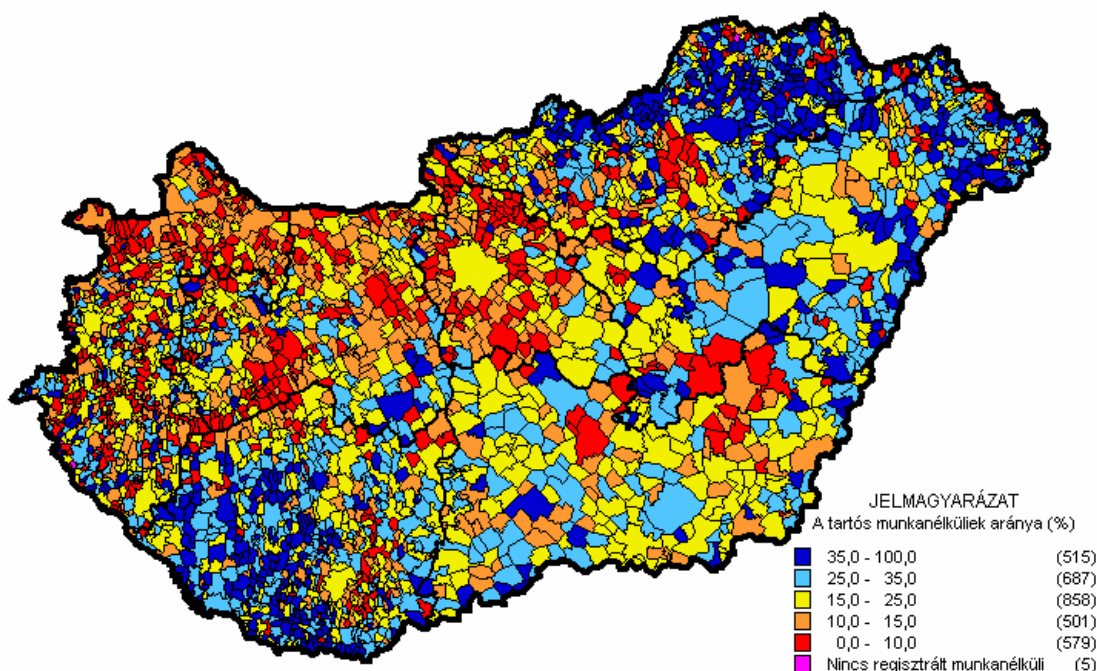 JELMAGYARÁZAT
A tartós munkanélküliek aránya (%)
35,0 - 100,0 (515)
25,0 - 35,0 (687)
15,0 - 25,0 (858)
10,0 - 15,0 (501)
0,0 - 10,0 (579)
Nincs regisztrált munkanélküli (5)